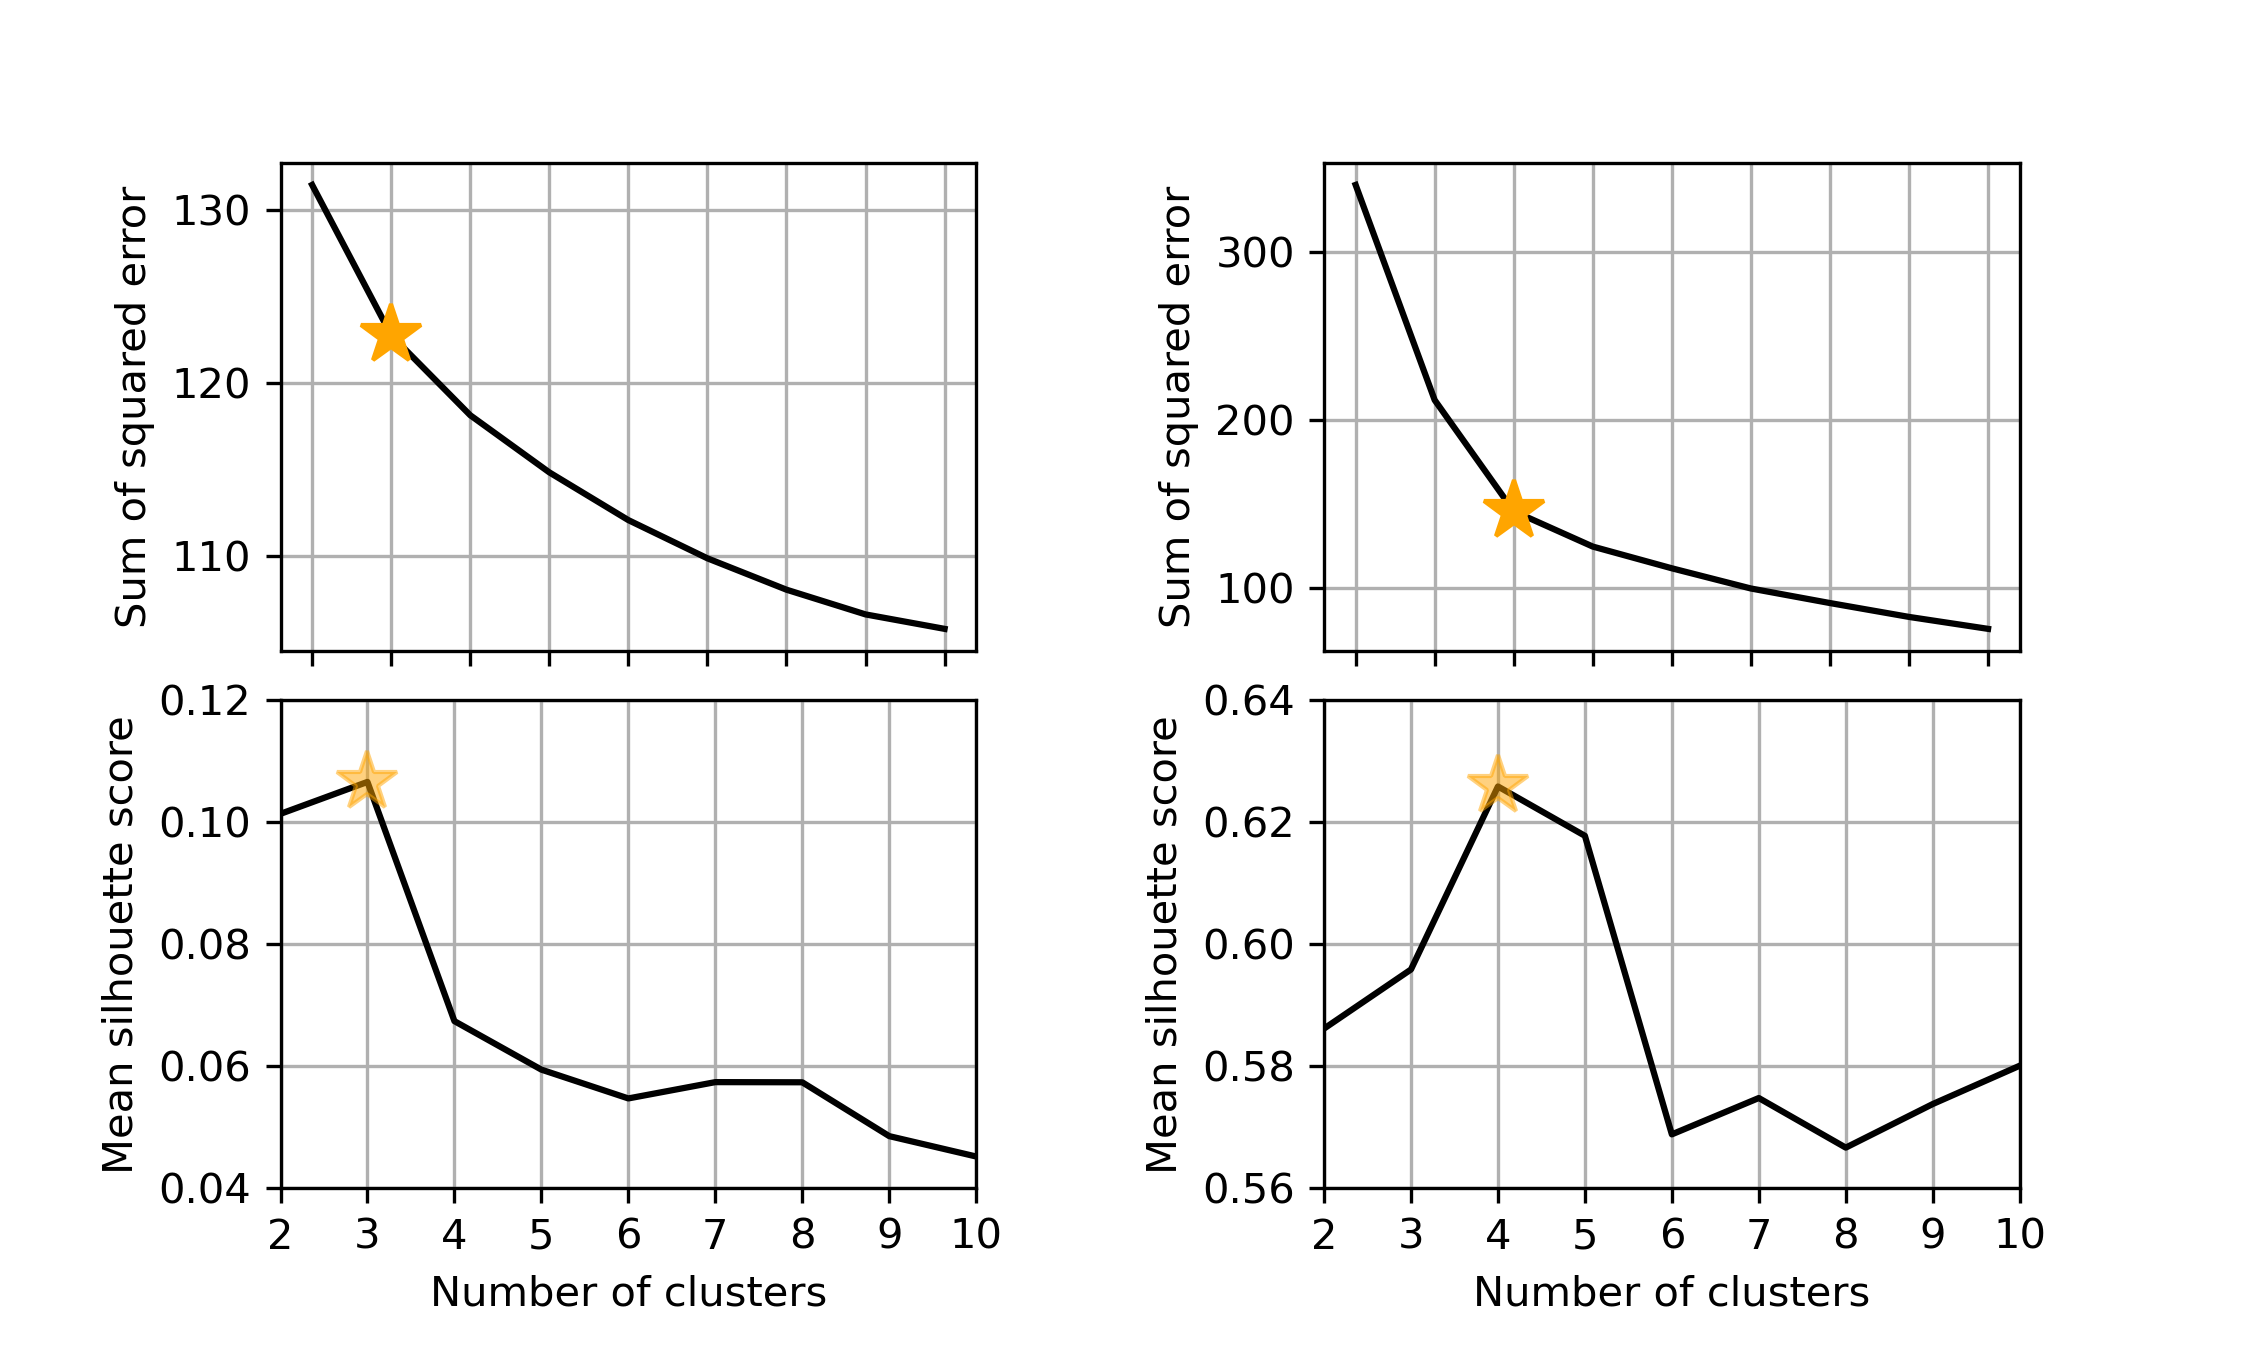 Sum of squared error
130
120
110
Sum of squared error
300
200
100
Mean silhouette score
0.12
0.10
0.08
0.06
0.04
2 3 4 5 6 7 8 9 10
Number of clusters
Mean silhouette score
0.64
0.62
0.60
0.58
0.56
2 3 4 5 6 7 8 9 10
Number of clusters